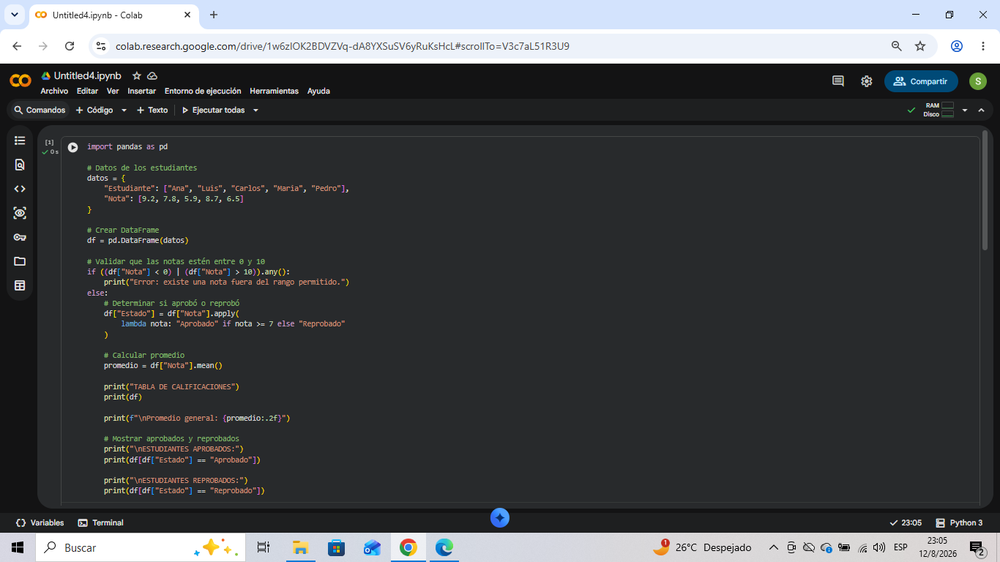 Untitled4.ipynb - Colab
colab.research.google.com/drive/1w6zIOK2BDVZVq-dA8YXSuSV6yRuKsHcL#scrollTo=V3c7aL51R3U9
Untitled4.ipynb
Archivo Editar Ver Insertar Entorno de ejecución Herramientas Ayuda
Compartir
S
Comandos + Código + Texto Ejecutar todas
RAM
Disco
[1]
0 s
import pandas as pd
# Datos de los estudiantes
datos = {
    "Estudiante": ["Ana", "Luis", "Carlos", "Maria", "Pedro"],
    "Nota": [9.2, 7.8, 5.9, 8.7, 6.5]
}
# Crear DataFrame
df = pd.DataFrame(datos)
# Validar que las notas estén entre 0 y 10
if ((df["Nota"] < 0) | (df["Nota"] > 10)).any():
    print("Error: existe una nota fuera del rango permitido.")
else:
    # Determinar si aprobó o reprobó
    df["Estado"] = df["Nota"].apply(
        lambda nota: "Aprobado" if nota >= 7 else "Reprobado"
    )
    # Calcular promedio
    promedio = df["Nota"].mean()
    print("TABLA DE CALIFICACIONES")
    print(df)
    print(f"\nPromedio general: {promedio:.2f}")
    # Mostrar aprobados y reprobados
    print("\nESTUDIANTES APROBADOS:")
    print(df[df["Estado"] == "Aprobado"])
    print("\nESTUDIANTES REPROBADOS:")
    print(df[df["Estado"] == "Reprobado"])
Variables Terminal
23:05 Python 3
Buscar
1
26°C Despejado
ESP
23:05
12/8/2026
2